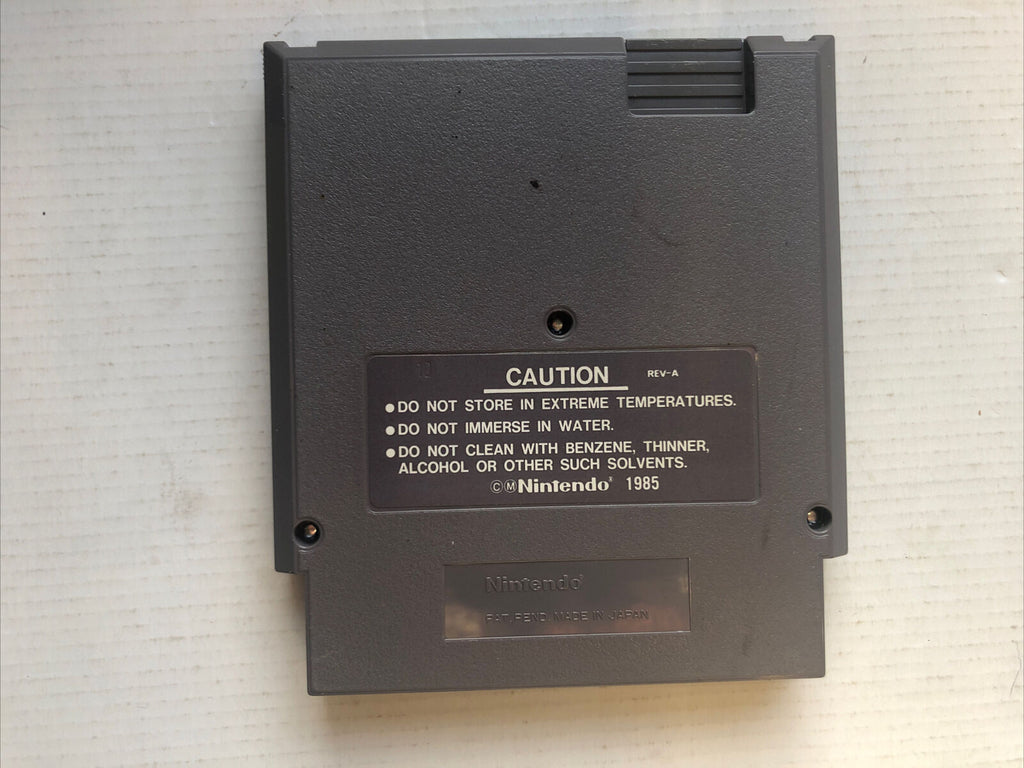 CAUTION REV-A
●DO NOT STORE IN EXTREME TEMPERATURES.
●DO NOT IMMERSE IN WATER.
●DO NOT CLEAN WITH BENZENE, THINNER,
ALCOHOL OR OTHER SUCH SOLVENTS.
ⒸⓂNintendo® 1985
Nintendo®
PAT. PEND. MADE IN JAPAN